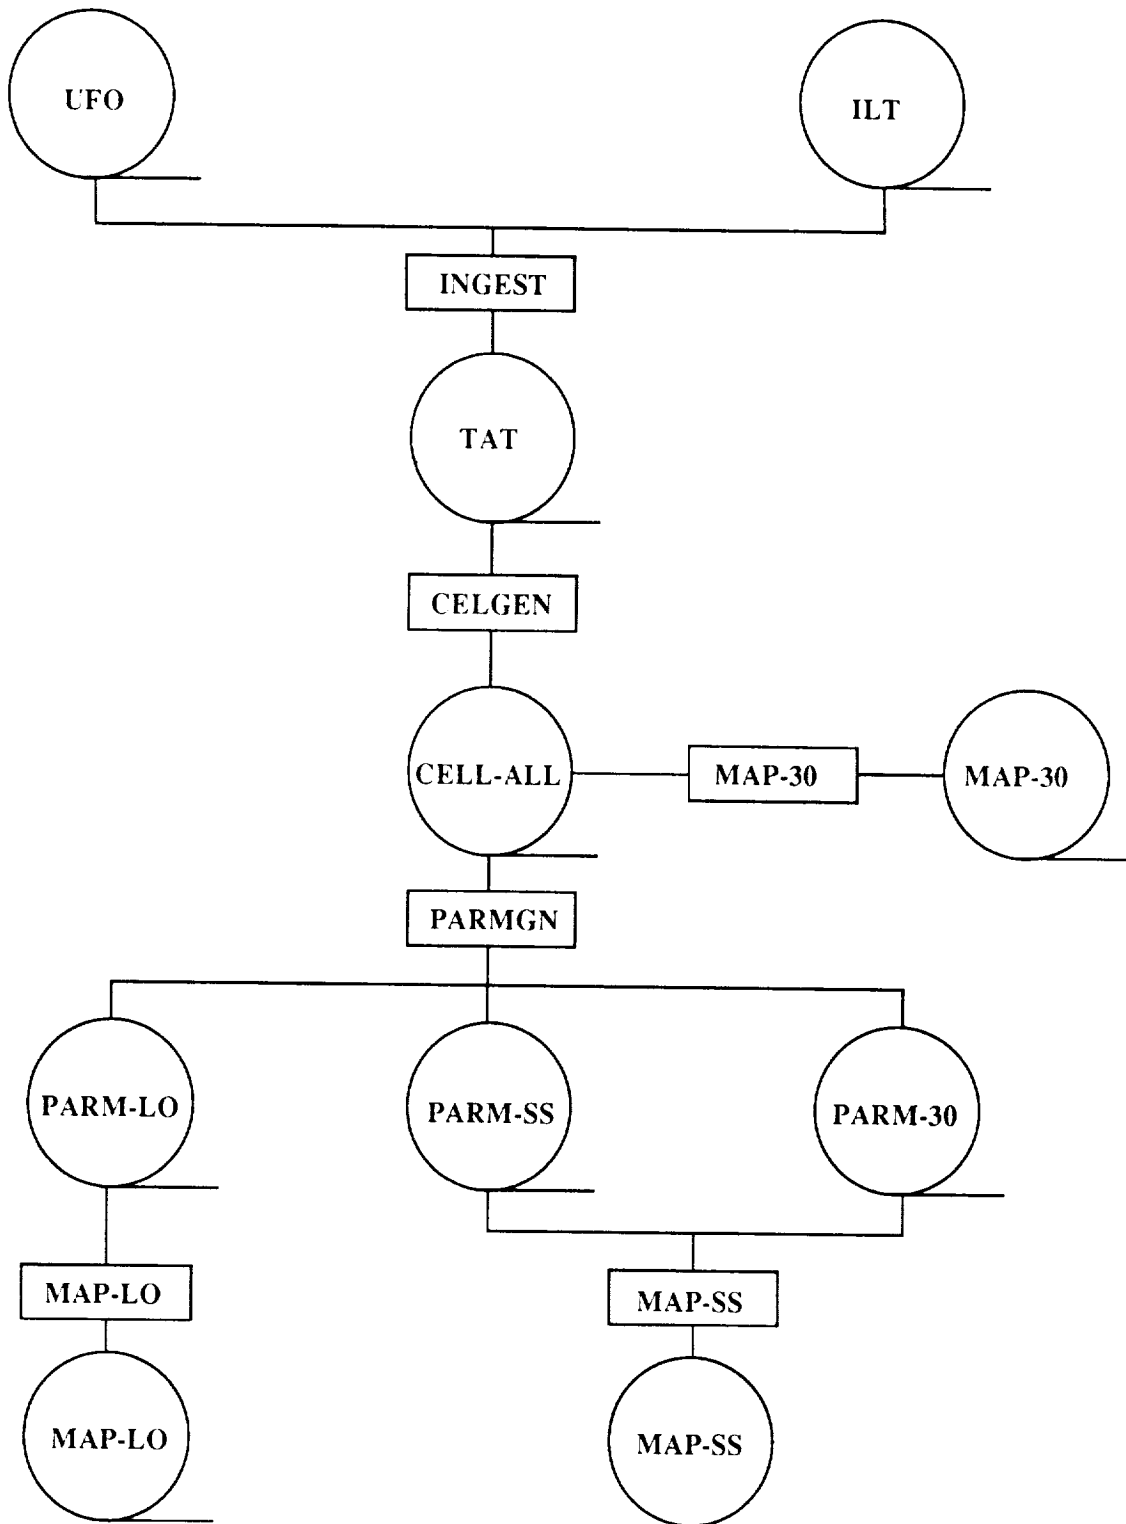 UFO
ILT
INGEST
TAT
CELGEN
CELL-ALL
MAP-30
MAP-30
PARMGN
PARM-LO
PARM-SS
PARM-30
MAP-LO
MAP-SS
MAP-LO
MAP-SS